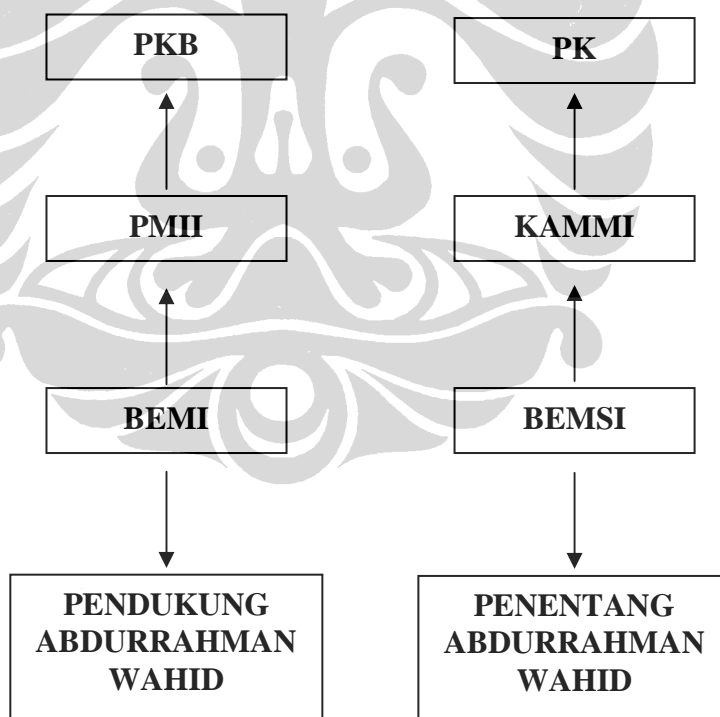 PKB
PK
PMII
KAMMI
BEMI
BEMSI
PENDUKUNG
ABDURRAHMAN
WAHID
PENENTANG
ABDURRAHMAN
WAHID